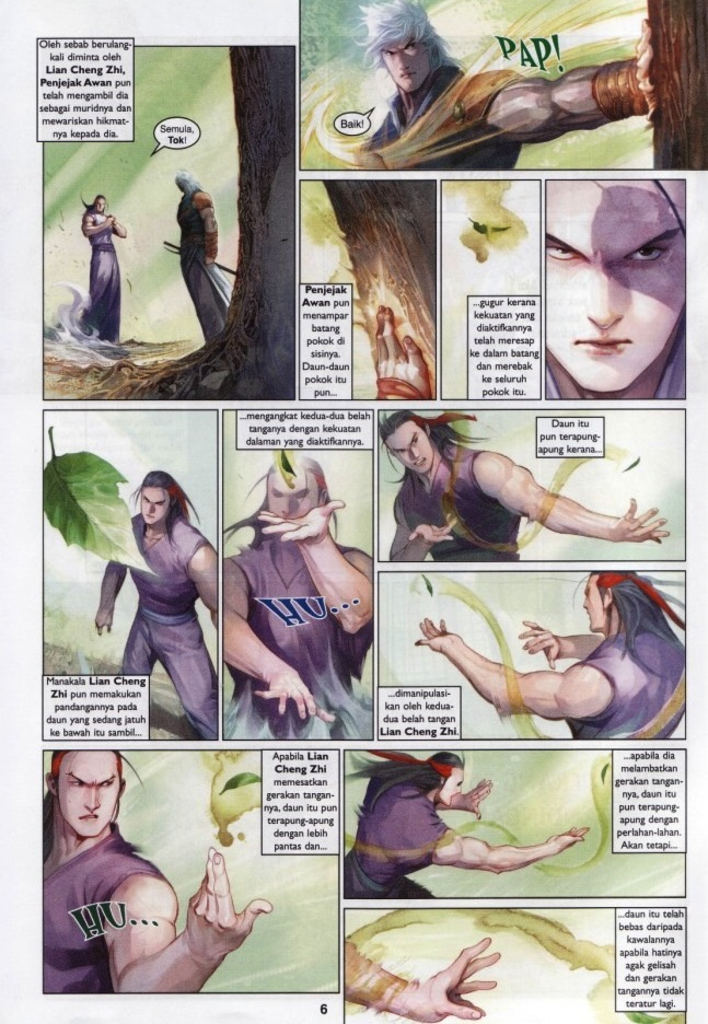 Oleh sebab berulang-
kali diminta oleh
Lian Cheng Zhi,
Penjejak Awan pun
telah mengambil dia
sebagai muridnya dan
mewariskan hikmat-
nya kepada dia.
Semula,
Tok!
PAP!
Baik!
Penjejak
Awan pun
menampar
batang
pokok di
sisinya.
Daun-daun
pokok itu
pun...
...gugur kerana
kekuatan yang
diaktifkannya
telah meresap
ke dalam batang
dan merebak
ke seluruh
pokok itu.
Manakala Lian Cheng
Zhi pun memakukan
pandangannya pada
daun yang sedang jatuh
ke bawah itu sambil...
...mengangkat kedua-dua belah
tanganya dengan kekuatan
dalaman yang diaktifkannya.
HU...
Daun itu
pun terapung-
apung kerana...
...dimanipulasi-
kan oleh kedua-
dua belah tangan
Lian Cheng Zhi.
Apabila Lian
Cheng Zhi
memesatkan
gerakan tangan-
nya, daun itu pun
terapung-apung
dengan lebih
pantas dan...
HU...
...apabila dia
melambatkan
gerakan tangan-
nya, daun itu
pun terapung-
apung dengan
perlahan-lahan.
Akan tetapi...
...daun itu telah
bebas daripada
kawalannya
apabila hatinya
agak gelisah
dan gerakan
tangannya tidak
teratur lagi.
6